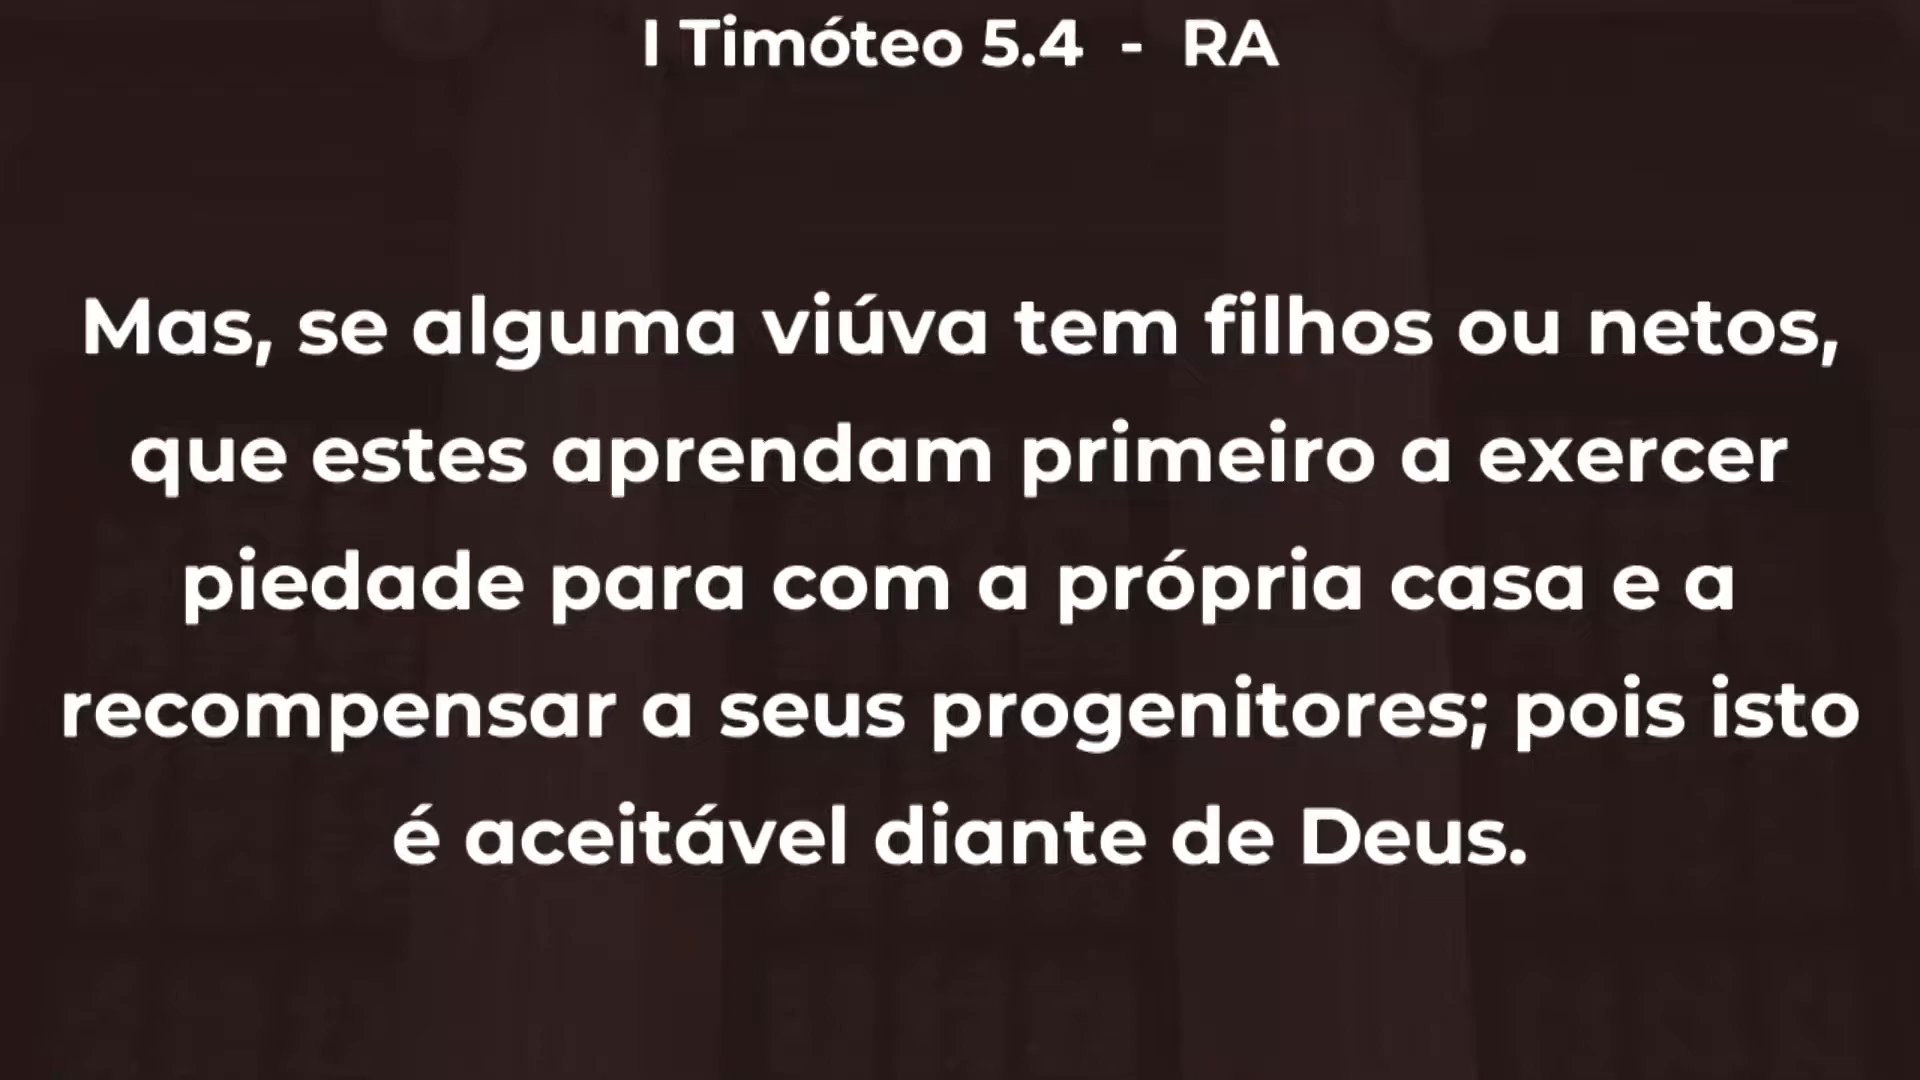 I Timóteo 5.4 - RA
Mas, se alguma viúva tem filhos ou netos,
que estes aprendam primeiro a exercer
piedade para com a própria casa e a
recompensar a seus progenitores; pois isto
é aceitável diante de Deus.